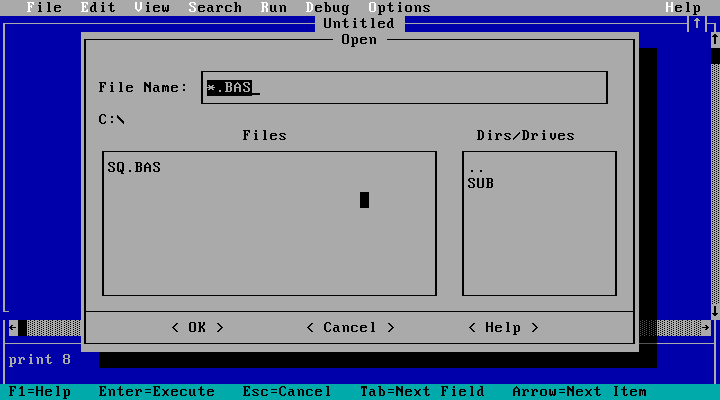 File Edit View Search Run Debug Options Help
Untitled
Open
File Name: *.BAS
C:\
Files Dirs/Drives
SQ.BAS ..
SUB
< OK > < Cancel > < Help >
print 8
F1=Help Enter=Execute Esc=Cancel Tab=Next Field Arrow=Next Item